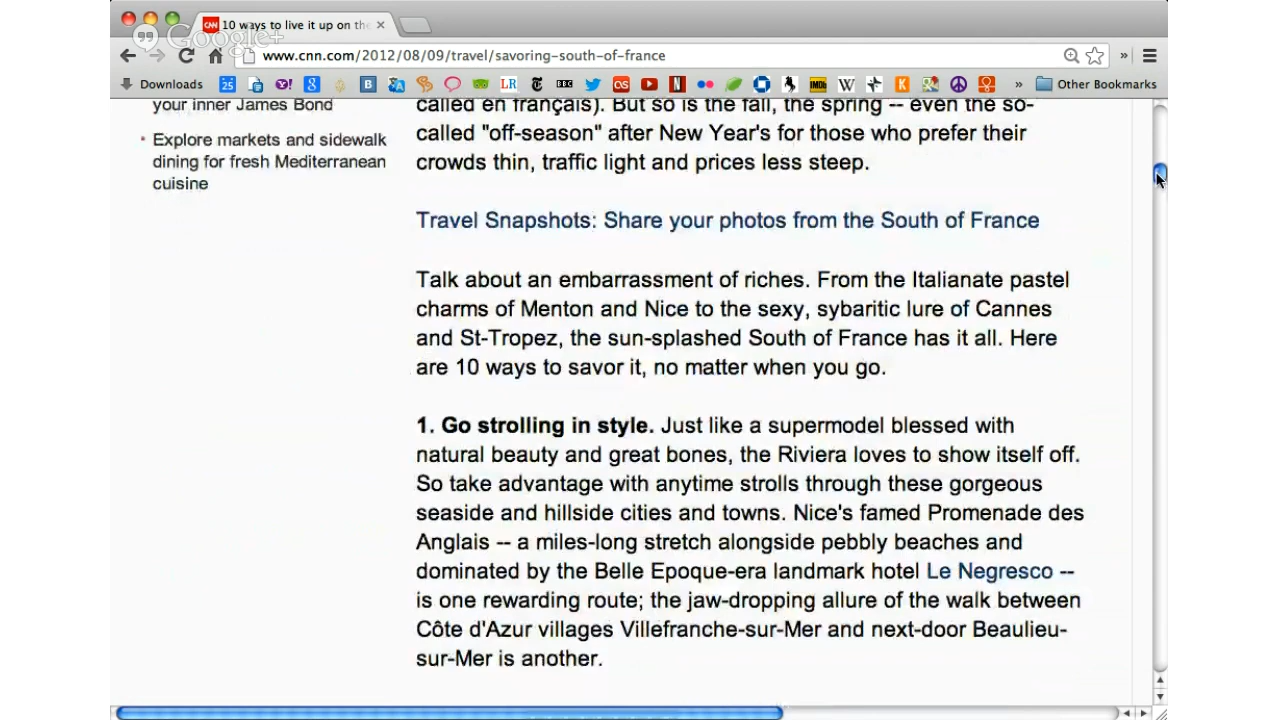 10 ways to live it up on the
Google+
www.cnn.com/2012/08/09/travel/savoring-south-of-france
Downloads
Other Bookmarks
your inner James Bond
Explore markets and sidewalk
dining for fresh Mediterranean
cuisine
called en français). But so is the fall, the spring -- even the so-
called "off-season" after New Year's for those who prefer their
crowds thin, traffic light and prices less steep.
Travel Snapshots: Share your photos from the South of France
Talk about an embarrassment of riches. From the Italianate pastel
charms of Menton and Nice to the sexy, sybaritic lure of Cannes
and St-Tropez, the sun-splashed South of France has it all. Here
are 10 ways to savor it, no matter when you go.
1. Go strolling in style. Just like a supermodel blessed with
natural beauty and great bones, the Riviera loves to show itself off.
So take advantage with anytime strolls through these gorgeous
seaside and hillside cities and towns. Nice's famed Promenade des
Anglais -- a miles-long stretch alongside pebbly beaches and
dominated by the Belle Epoque-era landmark hotel Le Negresco --
is one rewarding route; the jaw-dropping allure of the walk between
Côte d'Azur villages Villefranche-sur-Mer and next-door Beaulieu-
sur-Mer is another.